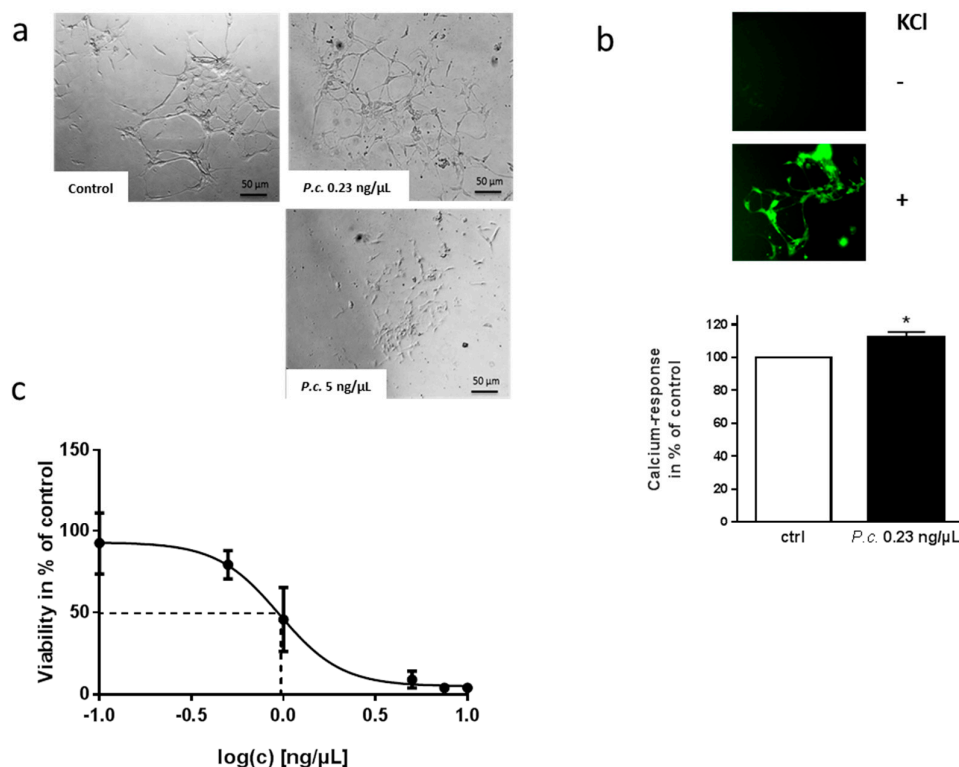 a
Control
50 µm
P.c. 0.23 ng/µL
50 µm
P.c. 5 ng/µL
50 µm
b
KCl
-
+
Calcium-response
in % of control
120
100
80
60
40
20
0
*
ctrl
P.c. 0.23 ng/µL
c
Viability in % of control
150
100
50
0
-1.0
-0.5
0.0
0.5
1.0
log(c) [ng/µL]